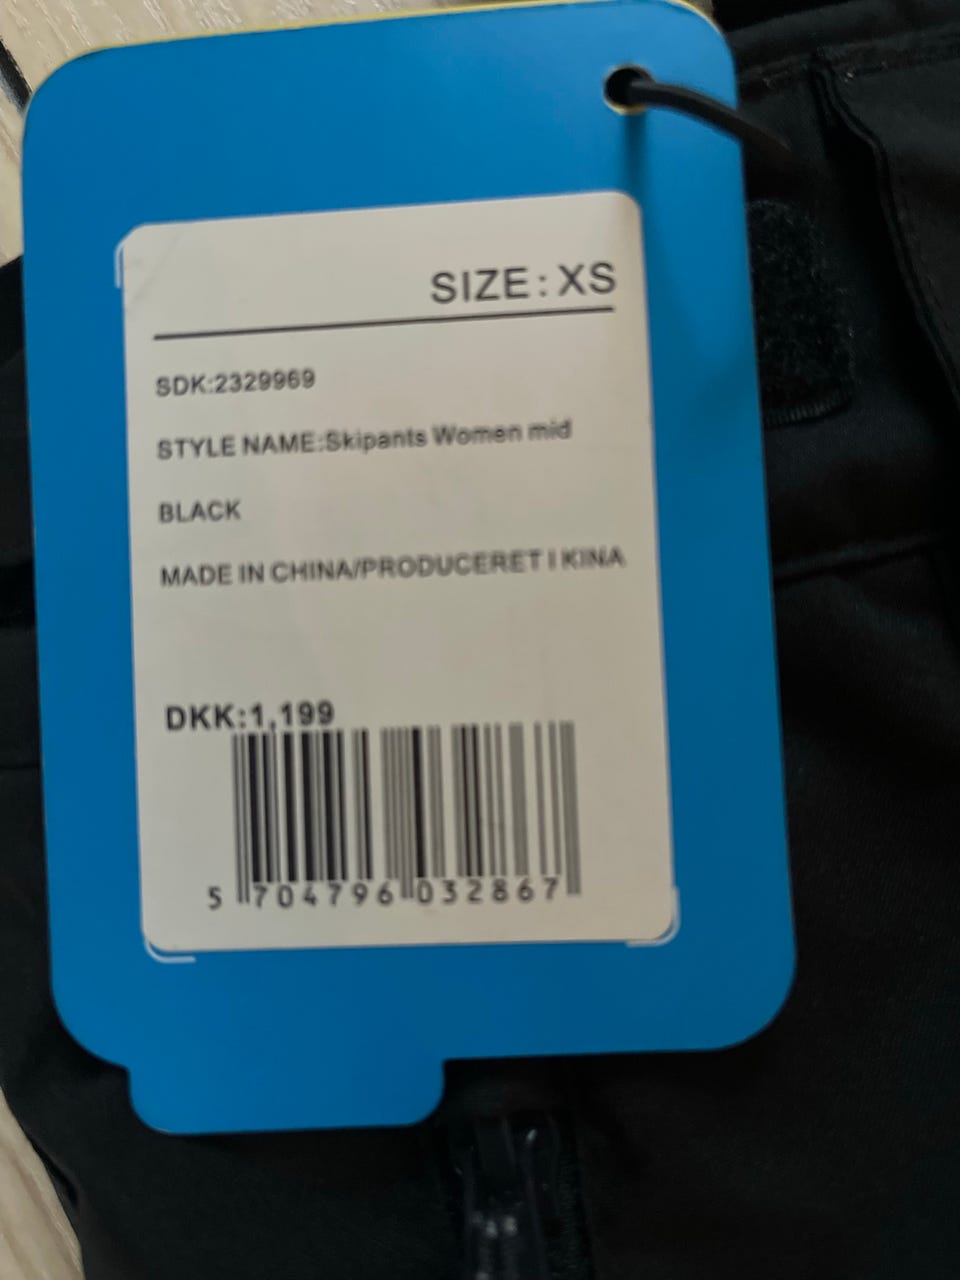 SIZE: XS
SDK:2329969
STYLE NAME:Skipants Women mid
BLACK
MADE IN CHINA/PRODUCERET I KINA
DKK:1,199
5 704796 032867